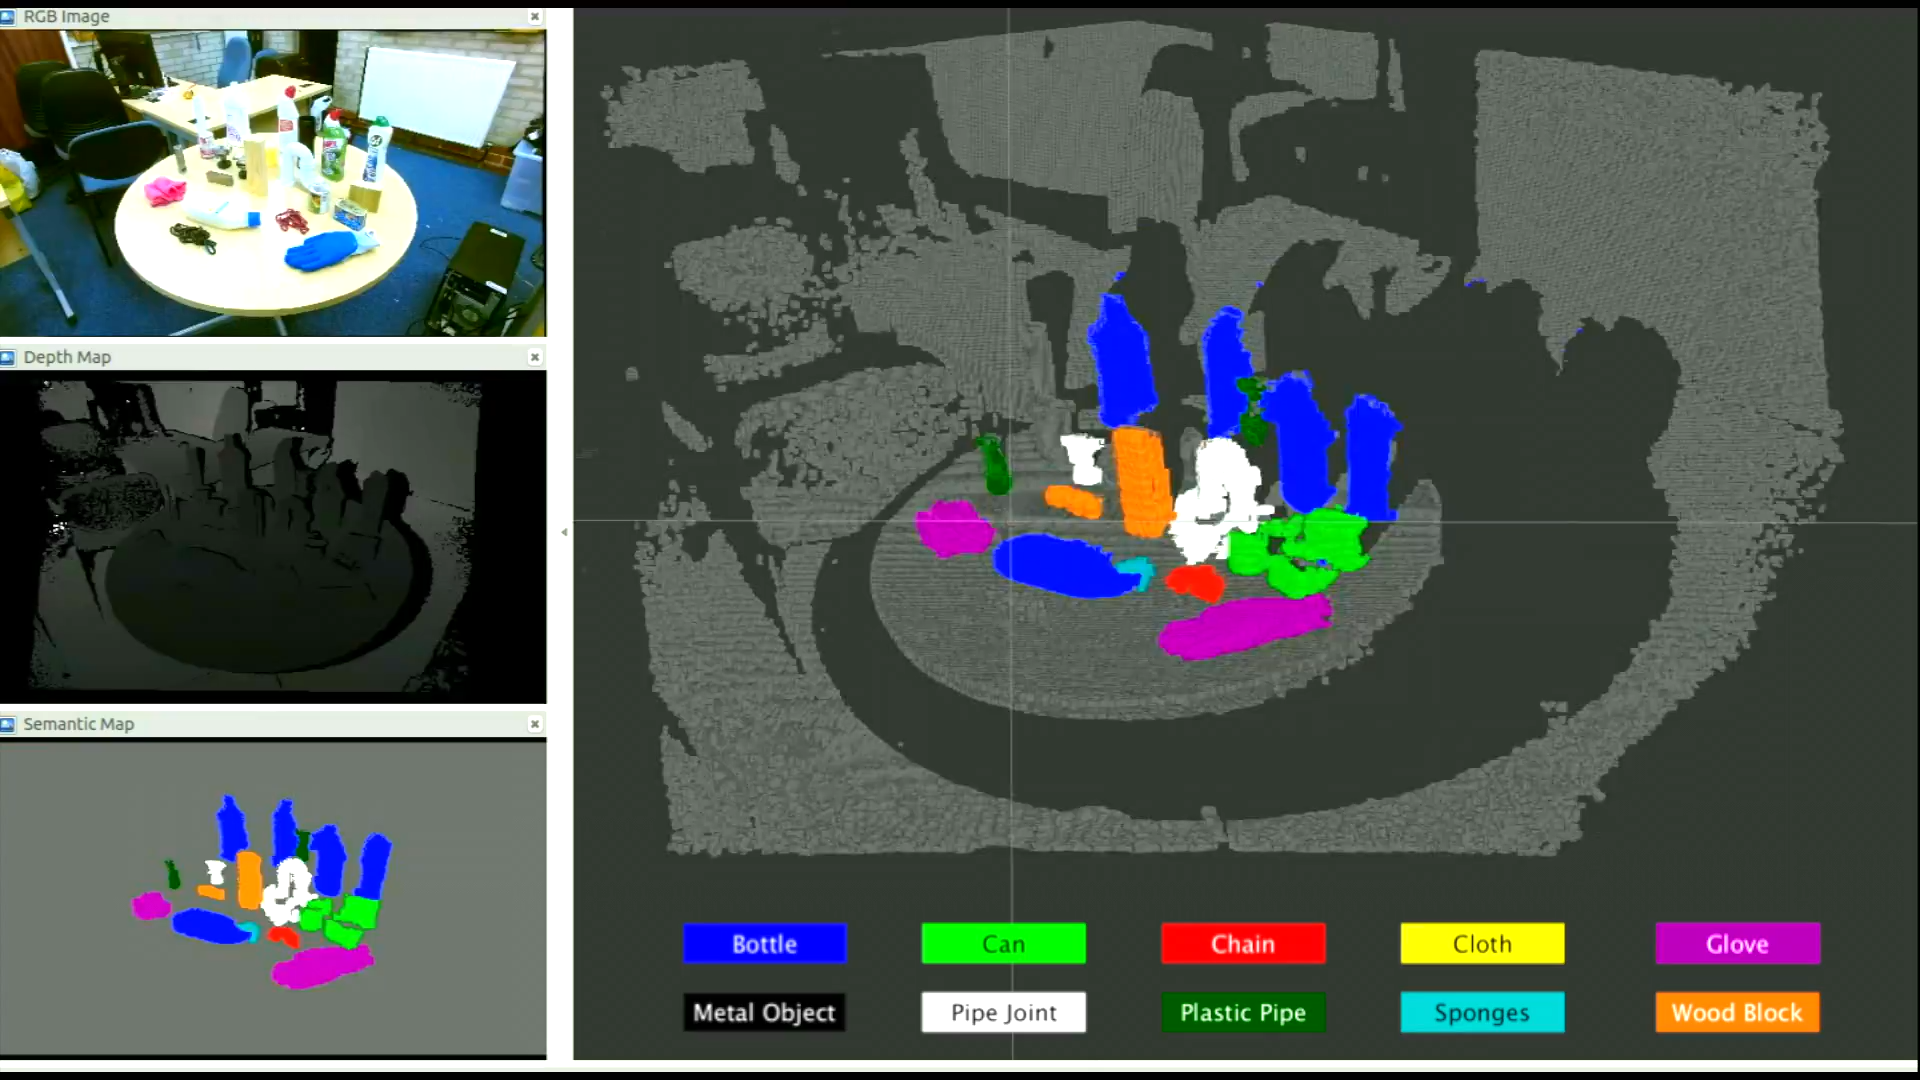 RGB Image
Depth Map
Semantic Map
Bottle
Can
Chain
Cloth
Glove
Metal Object
Pipe Joint
Plastic Pipe
Sponges
Wood Block